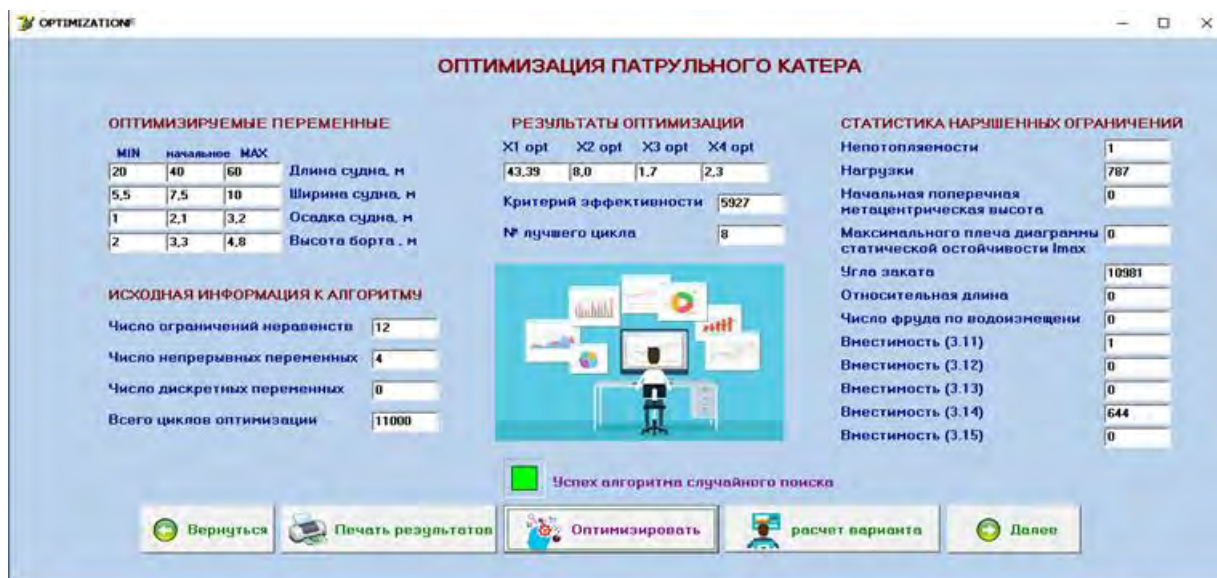 OPTIMIZATIONF
ОПТИМИЗАЦИЯ ПАТРУЛЬНОГО КАТЕРА
ОПТИМИЗИРУЕМЫЕ ПЕРЕМЕННЫЕ
MIN начальное MAX
20 40 60 Длина судна, м
5,5 7,5 10 Ширина судна, м
1 2,1 3,2 Осадка судна, м
2 3,3 4,8 Высота борта , м
ИСХОДНАЯ ИНФОРМАЦИЯ К АЛГОРИТМУ
Число ограничений неравенств 12
Число непрерывных переменных 4
Число дискретных переменных 0
Всего циклов оптимизации 11000
РЕЗУЛЬТАТЫ ОПТИМИЗАЦИИ
X1 opt X2 opt X3 opt X4 opt
43,39 8,0 1,7 2,3
Критерий эффективности 5927
№ лучшего цикла 8
СТАТИСТИКА НАРУШЕННЫХ ОГРАНИЧЕНИЙ
Непотопляемости 1
Нагрузки 787
Начальная поперечная
метацентрическая высота 0
Максимального плеча диаграммы 0
статической остойчивости lmax
Угла заката 10981
Относительная длина 0
Число фруда по водоизмещени 0
Вместимость (3.11) 1
Вместимость (3.12) 0
Вместимость (3.13) 0
Вместимость (3.14) 644
Вместимость (3.15) 0
Успех алгоритма случайного поиска
Вернуться
Печать результатов
Оптимизировать
расчет варианта
Далее